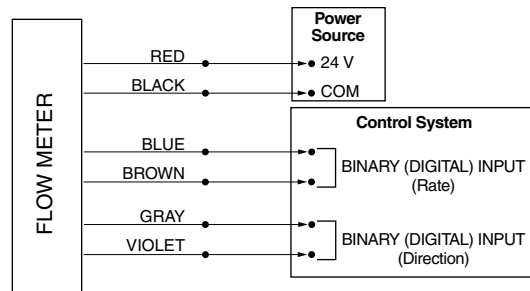 Power
Source
RED
24 V
BLACK
COM
FLOW METER
Control System
BLUE
BROWN
BINARY (DIGITAL) INPUT
(Rate)
GRAY
VIOLET
BINARY (DIGITAL) INPUT
(Direction)